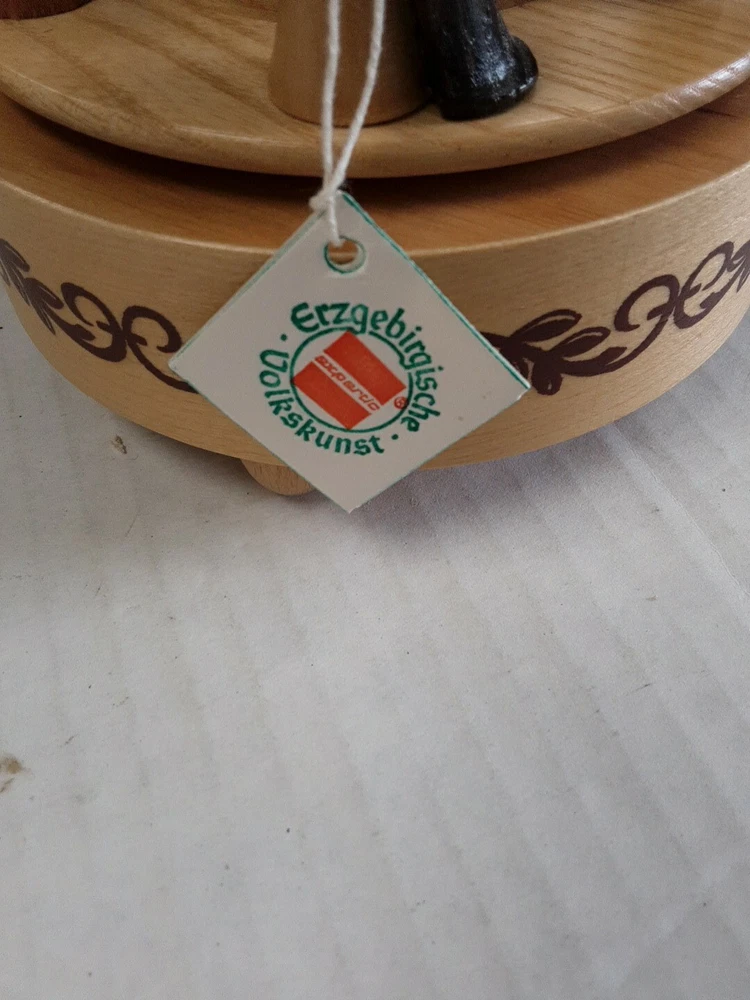 Erzgebirgische
Volkskunst
expertic
®